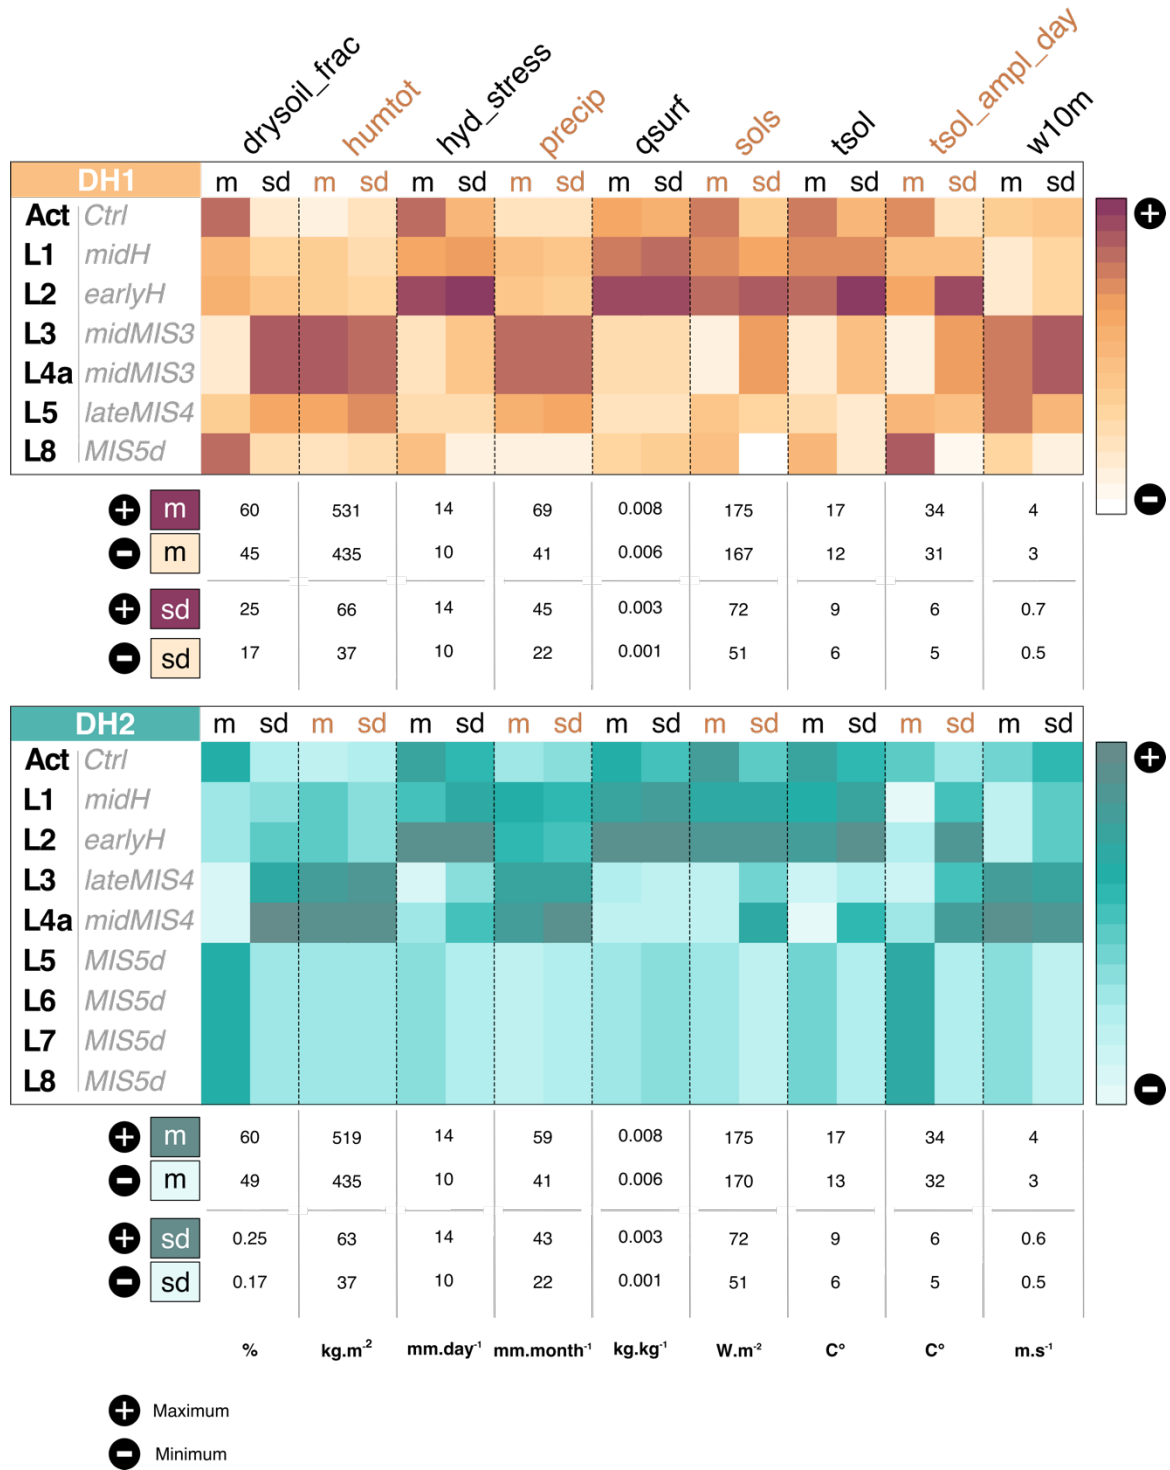 drysoil_frac humtot hyd_stress precip qsurf sols tsol tsol_ampl_day w10m
DH1 m sd m sd m sd m sd m sd m sd m sd m sd m sd
Act Ctrl
L1 midH
L2 earlyH
L3 midMIS3
L4a midMIS3
L5 lateMIS4
L8 MIS5d
+
-
+ m 60 531 14 69 0.008 175 17 34 4
- m 45 435 10 41 0.006 167 12 31 3
+ sd 25 66 14 45 0.003 72 9 6 0.7
- sd 17 37 10 22 0.001 51 6 5 0.5
DH2 m sd m sd m sd m sd m sd m sd m sd m sd m sd
Act Ctrl
L1 midH
L2 earlyH
L3 lateMIS4
L4a midMIS4
L5 MIS5d
L6 MIS5d
L7 MIS5d
L8 MIS5d
+
-
+ m 60 519 14 59 0.008 175 17 34 4
- m 49 435 10 41 0.006 170 13 32 3
+ sd 0.25 63 14 43 0.003 72 9 6 0.6
- sd 0.17 37 10 22 0.001 51 6 5 0.5
% kg.m⁻² mm.day⁻¹ mm.month⁻¹ kg.kg⁻¹ W.m⁻² C° C° m.s⁻¹
+ Maximum
- Minimum